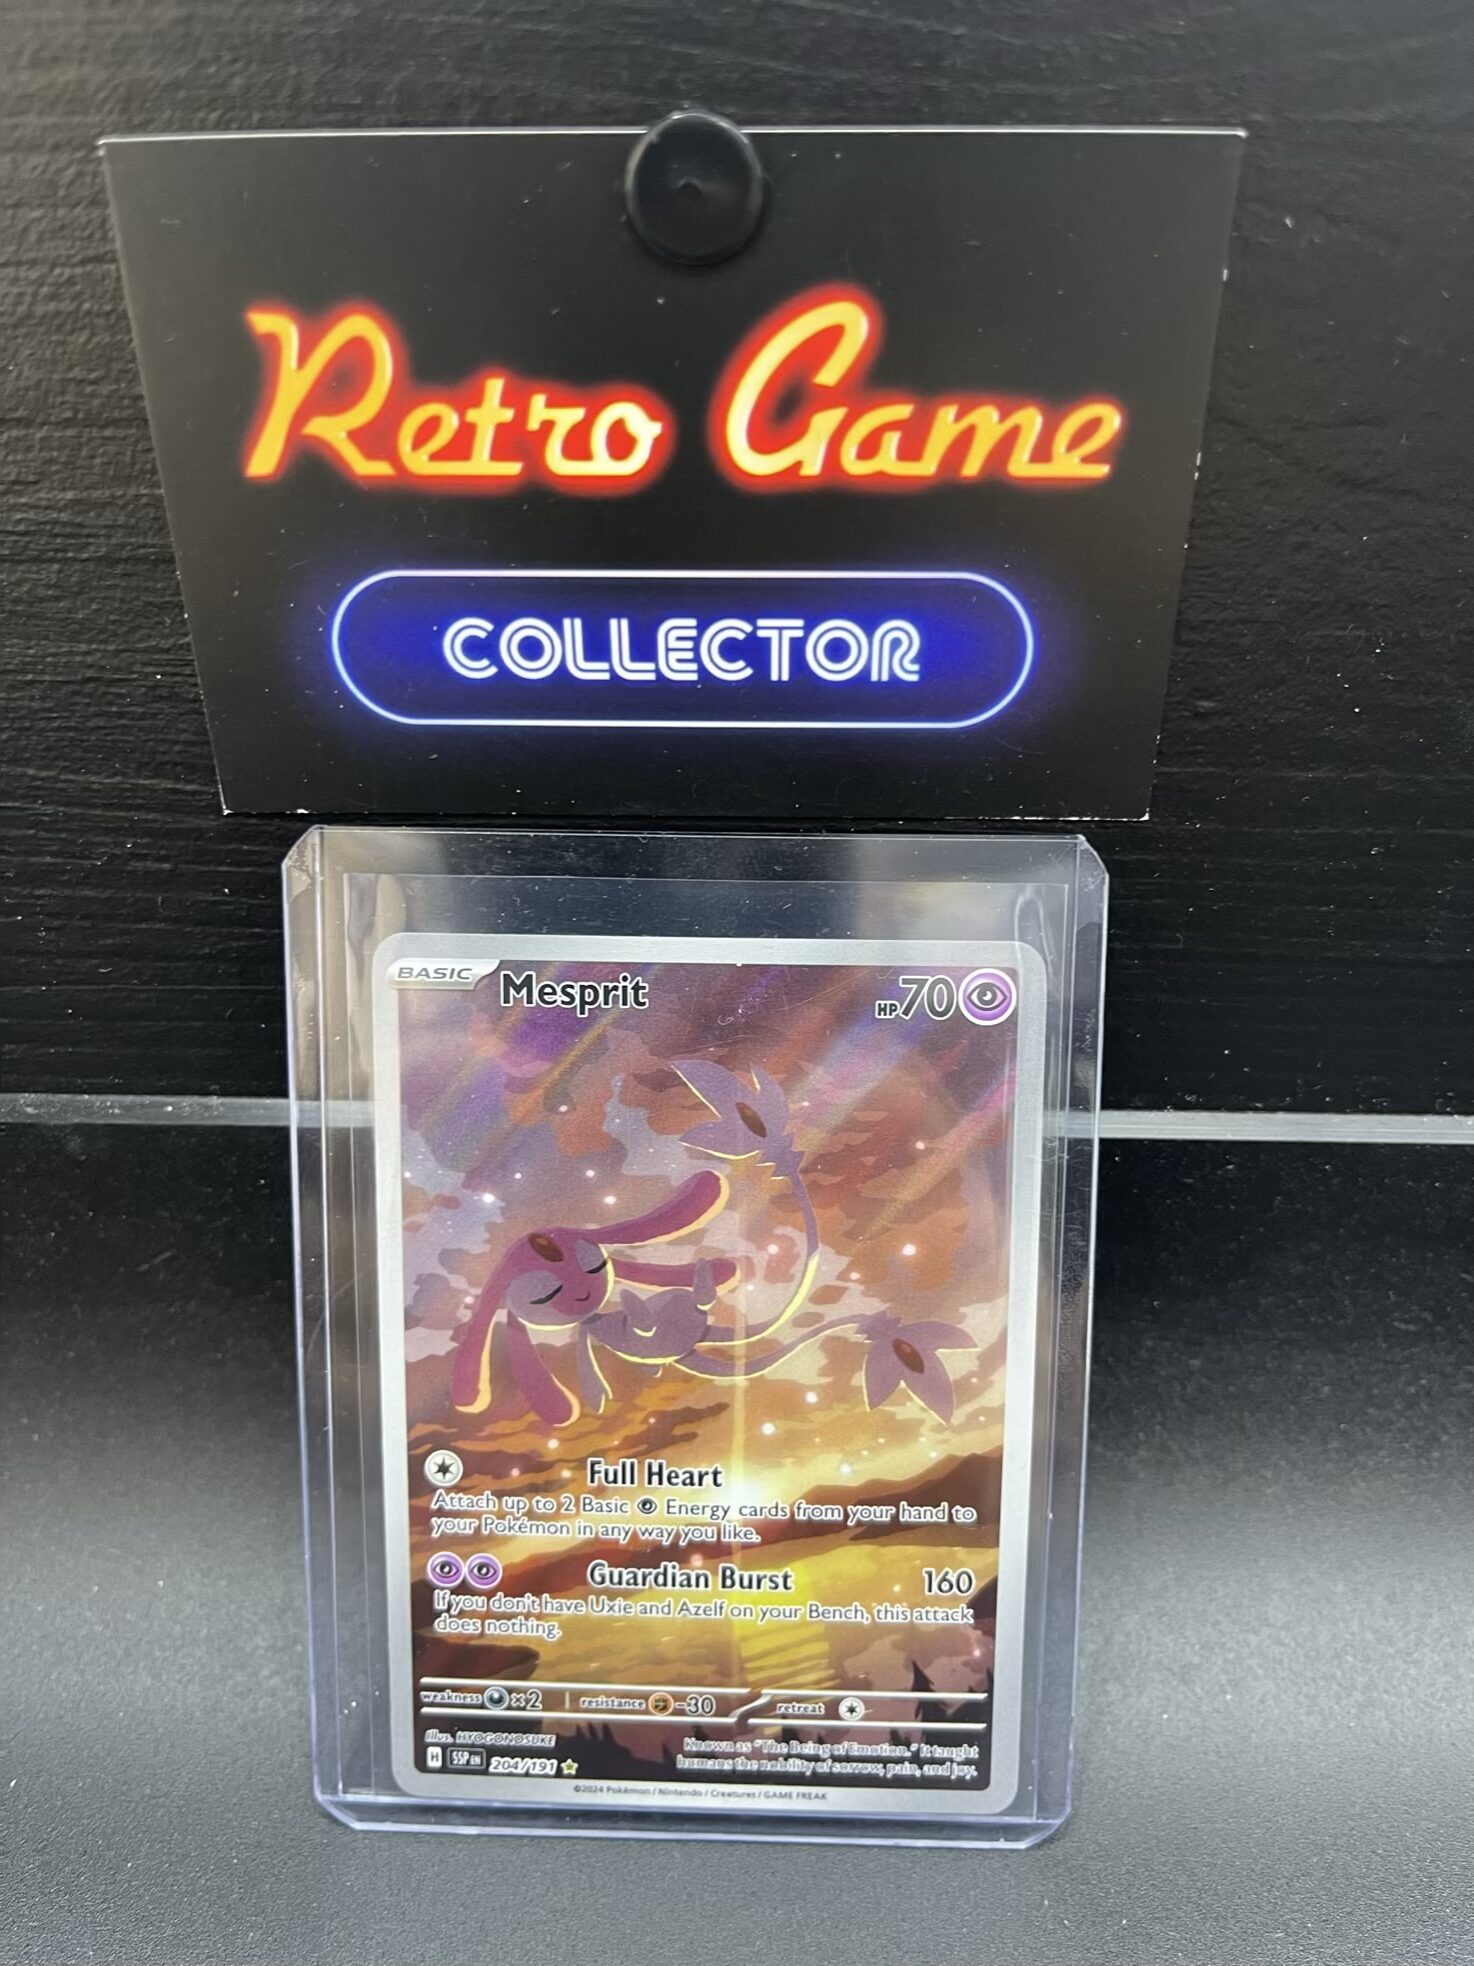 Retro Game
COLLECTOR
BASIC Mesprit HP 70
Full Heart
Attach up to 2 Basic Energy cards from your hand to
your Pokémon in any way you like.
Guardian Burst 160
If you don't have Uxie and Azelf on your Bench, this attack
does nothing.
weakness ×2 resistance -30 retreat
illus. HYOGONOSUKE
Known as "The Being of Emotion." It taught
humans the nobility of sorrow, pain, and joy.
H SSP EN 204/191
©2024 Pokémon / Nintendo / Creatures / GAME FREAK